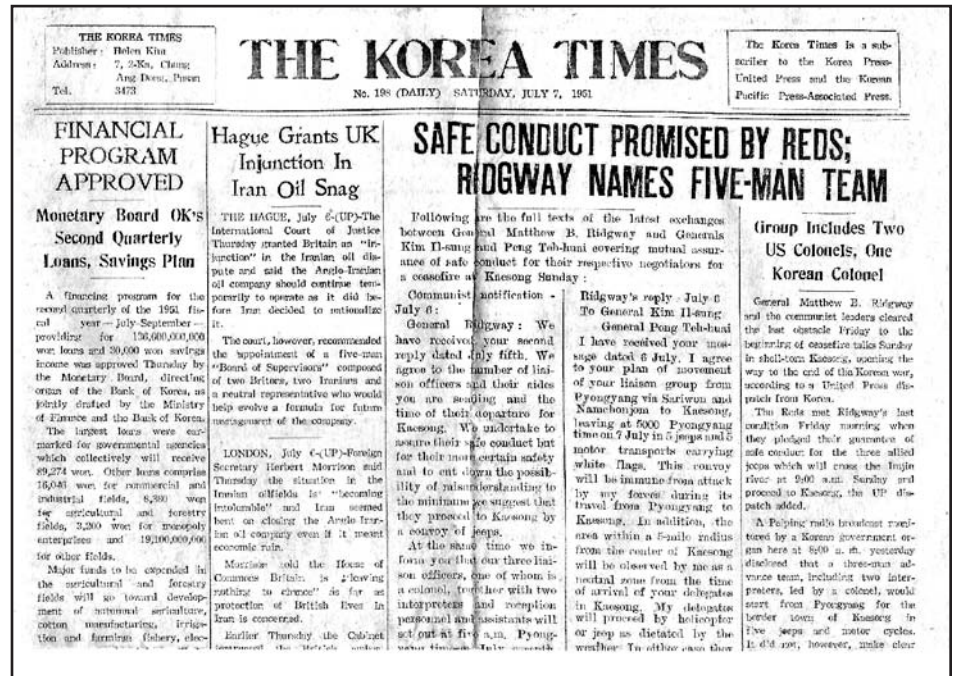 THE KOREA TIMES
Publisher: Helen Kim
Address: 7, 2-Ka, Chung
Ang Dong, Pusan
Tel. 3473
THE KOREA TIMES
No. 198 (DAILY) SATURDAY, JULY 7, 1951
The Korea Times is a sub-
scriber to the Korea Press-
United Press and the Korean
Pacific Press-Associated Press.
FINANCIAL
PROGRAM
APPROVED
Monetary Board OK's
Second Quarterly
Loans, Savings Plan
A financing program for the
second quarterly of the 1951 fis-
cal year—July-September—
providing for 136,600,000,000
won loans and 30,000 won savings
income was approved Thursday by
the Monetary Board, directing
organ of the Bank of Korea, as
jointly drafted by the Ministry
of Finance and the Bank of Korea.
The largest loans were ear-
marked for governmental agencies
which collectively will receive
89,274 won. Other loans comprise
16,046 won for commercial and
industrial fields, 8,380 won
for agricultural and forestry
fields, 3,200 won for monopoly
enterprises and 19,100,000,000
for other fields.
Major funds to be expended in
the agricultural and forestry
fields will go toward develop-
ment of autumnal sericulture,
cotton manufacturing, irriga-
tion and farming fishery, elec-
Hague Grants UK
Injunction In
Iran Oil Snag
THE HAGUE, July 6-(UP)-The
International Court of Justice
Thursday granted Britain an "in-
junction" in the Iranian oil dis-
pute and said the Anglo-Iranian
oil company should continue tem-
porarily to operate as it did be-
fore Iran decided to nationalize
it.
The court, however, recommended
the appointment of a five-man
"Board of Supervisors" composed
of two Britons, two Iranians and
a neutral representative who would
help evolve a formula for future
management of the company.
LONDON, July 6-(UP)-Foreign
Secretary Herbert Morrison said
Thursday the situation in the
Iranian oilfields is "becoming
intolerable" and Iran seemed
bent on closing the Anglo-Iran-
ian oil company even if it meant
economic ruin.
Morrison told the House of
Commons Britain is "leaving
nothing to chance" as far as
protection of British lives in
Iran is concerned.
Earlier Thursday the Cabinet
SAFE CONDUCT PROMISED BY REDS;
RIDGWAY NAMES FIVE-MAN TEAM
Following are the full texts of the latest exchanges
between General Matthew B. Ridgway and Generals
Kim Il-sung and Peng Teh-huni covering mutual assur-
ance of safe conduct for their respective negotiators for
a ceasefire at Kaesong Sunday:
Communist notification -
July 6:
General Ridgway: We
have received your second
reply dated July fifth. We
agree to the number of liai-
son officers and their aides
you are sending and the
time of their departure for
Kaesong. We undertake to
assure their safe conduct but
for their more certain safety
and to cut down the possib-
ility of misunderstanding to
the minimum we suggest that
they proceed to Kaesong by
a convoy of jeeps.
At the same time we in-
form you that our three liai-
son officers, one of whom is
a colonel, together with two
interpreters and reception
personnel and assistants will
set out at five a.m. Pyong-
Ridgway's reply July 6
To General Kim Il-sung
General Pong Teh-huni
I have received your mes-
sage dated 6 July. I agree
to your plan of movement
of your liaison group from
Pyongyang via Sariwon and
Namchonjom to Kaesong,
leaving at 5000 Pyongyang
time on 7 July in 5 jeeps and 5
motor transports carrying
white flags. This convoy
will be immune from attack
by my forces during its
travel from Pyongyang to
Kaesong. In addition, the
area within a 5-mile radius
from the center of Kaesong
will be observed by me as a
neutral zone from the time
of arrival of your delegates
in Kaesong. My delegates
will proceed by helicopter
or jeep as dictated by the
weather. In either case they
Group Includes Two
US Colonels, One
Korean Colonel
General Matthew B. Ridgway
and the communist leaders cleared
the last obstacle Friday to the
beginning of ceasefire talks Sunday
in shell-torn Kaesong, opening the
way to the end of the Korean war,
according to a United Press dis-
patch from Korea.
The Reds met Ridgway's last
condition Friday morning when
they pledged their guarantee of
safe conduct for the three allied
jeeps which will cross the Imjin
river at 9:00 a.m. Sunday and
proceed to Kaesong, the UP dis-
patch added.
A Peiping radio broadcast moni-
tored by a Korean government or-
gan here at 8:00 a. m. yesterday
disclosed that a three-man ad-
vance team, including two inter-
preters, led by a colonel, would
start from Pyongyang for the
border town of Kaesong in
five jeeps and motor cycles.
It did not, however, make clear